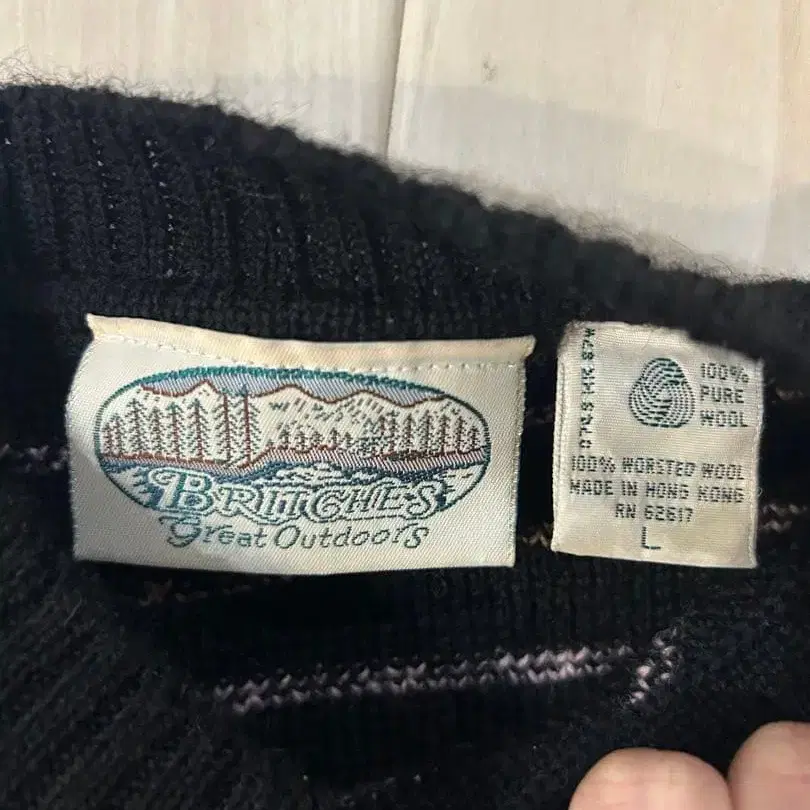 BRITCHES
Great Outdoors
100%
PURE
WOOL
100% WORSTED WOOL
MADE IN HONG KONG
RN 62617
L